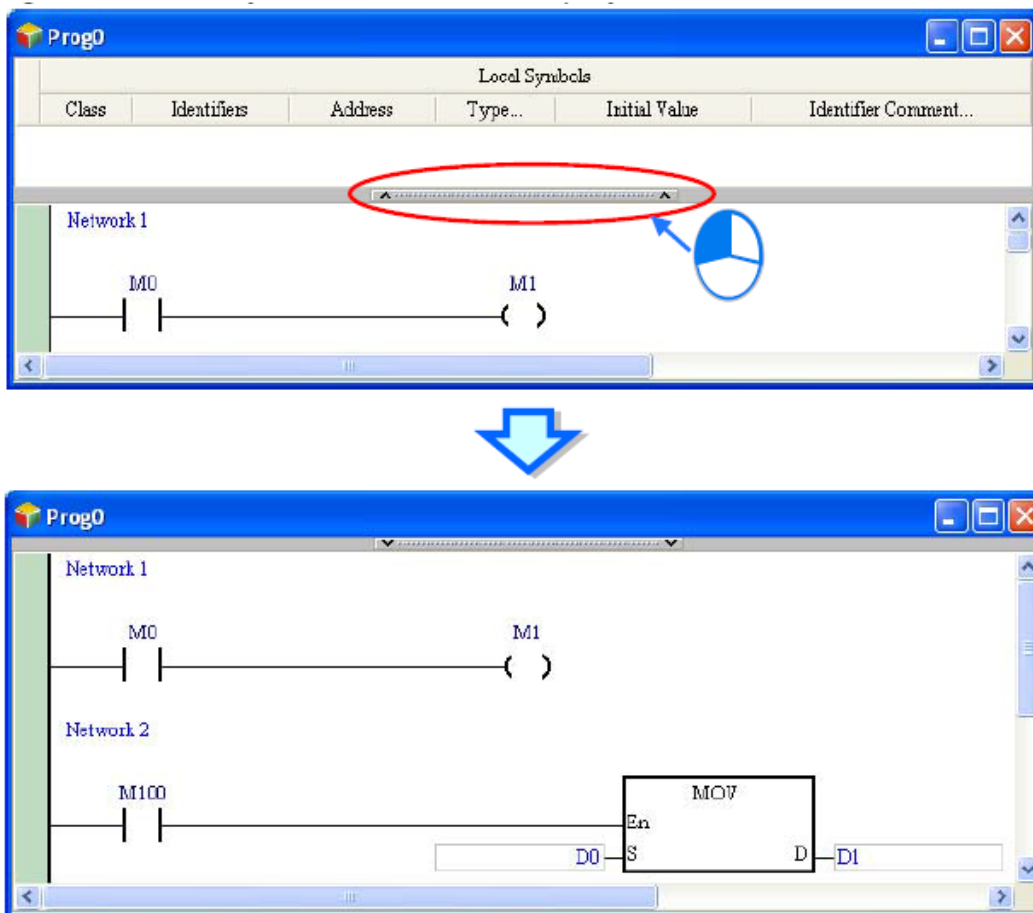 Prog0
Local Symbols
Class Identifiers Address Type... Initial Value Identifier Comment...
Network 1
M0 M1
Prog0
Network 1
M0 M1
Network 2
M100 MOV
En
D0 S D D1